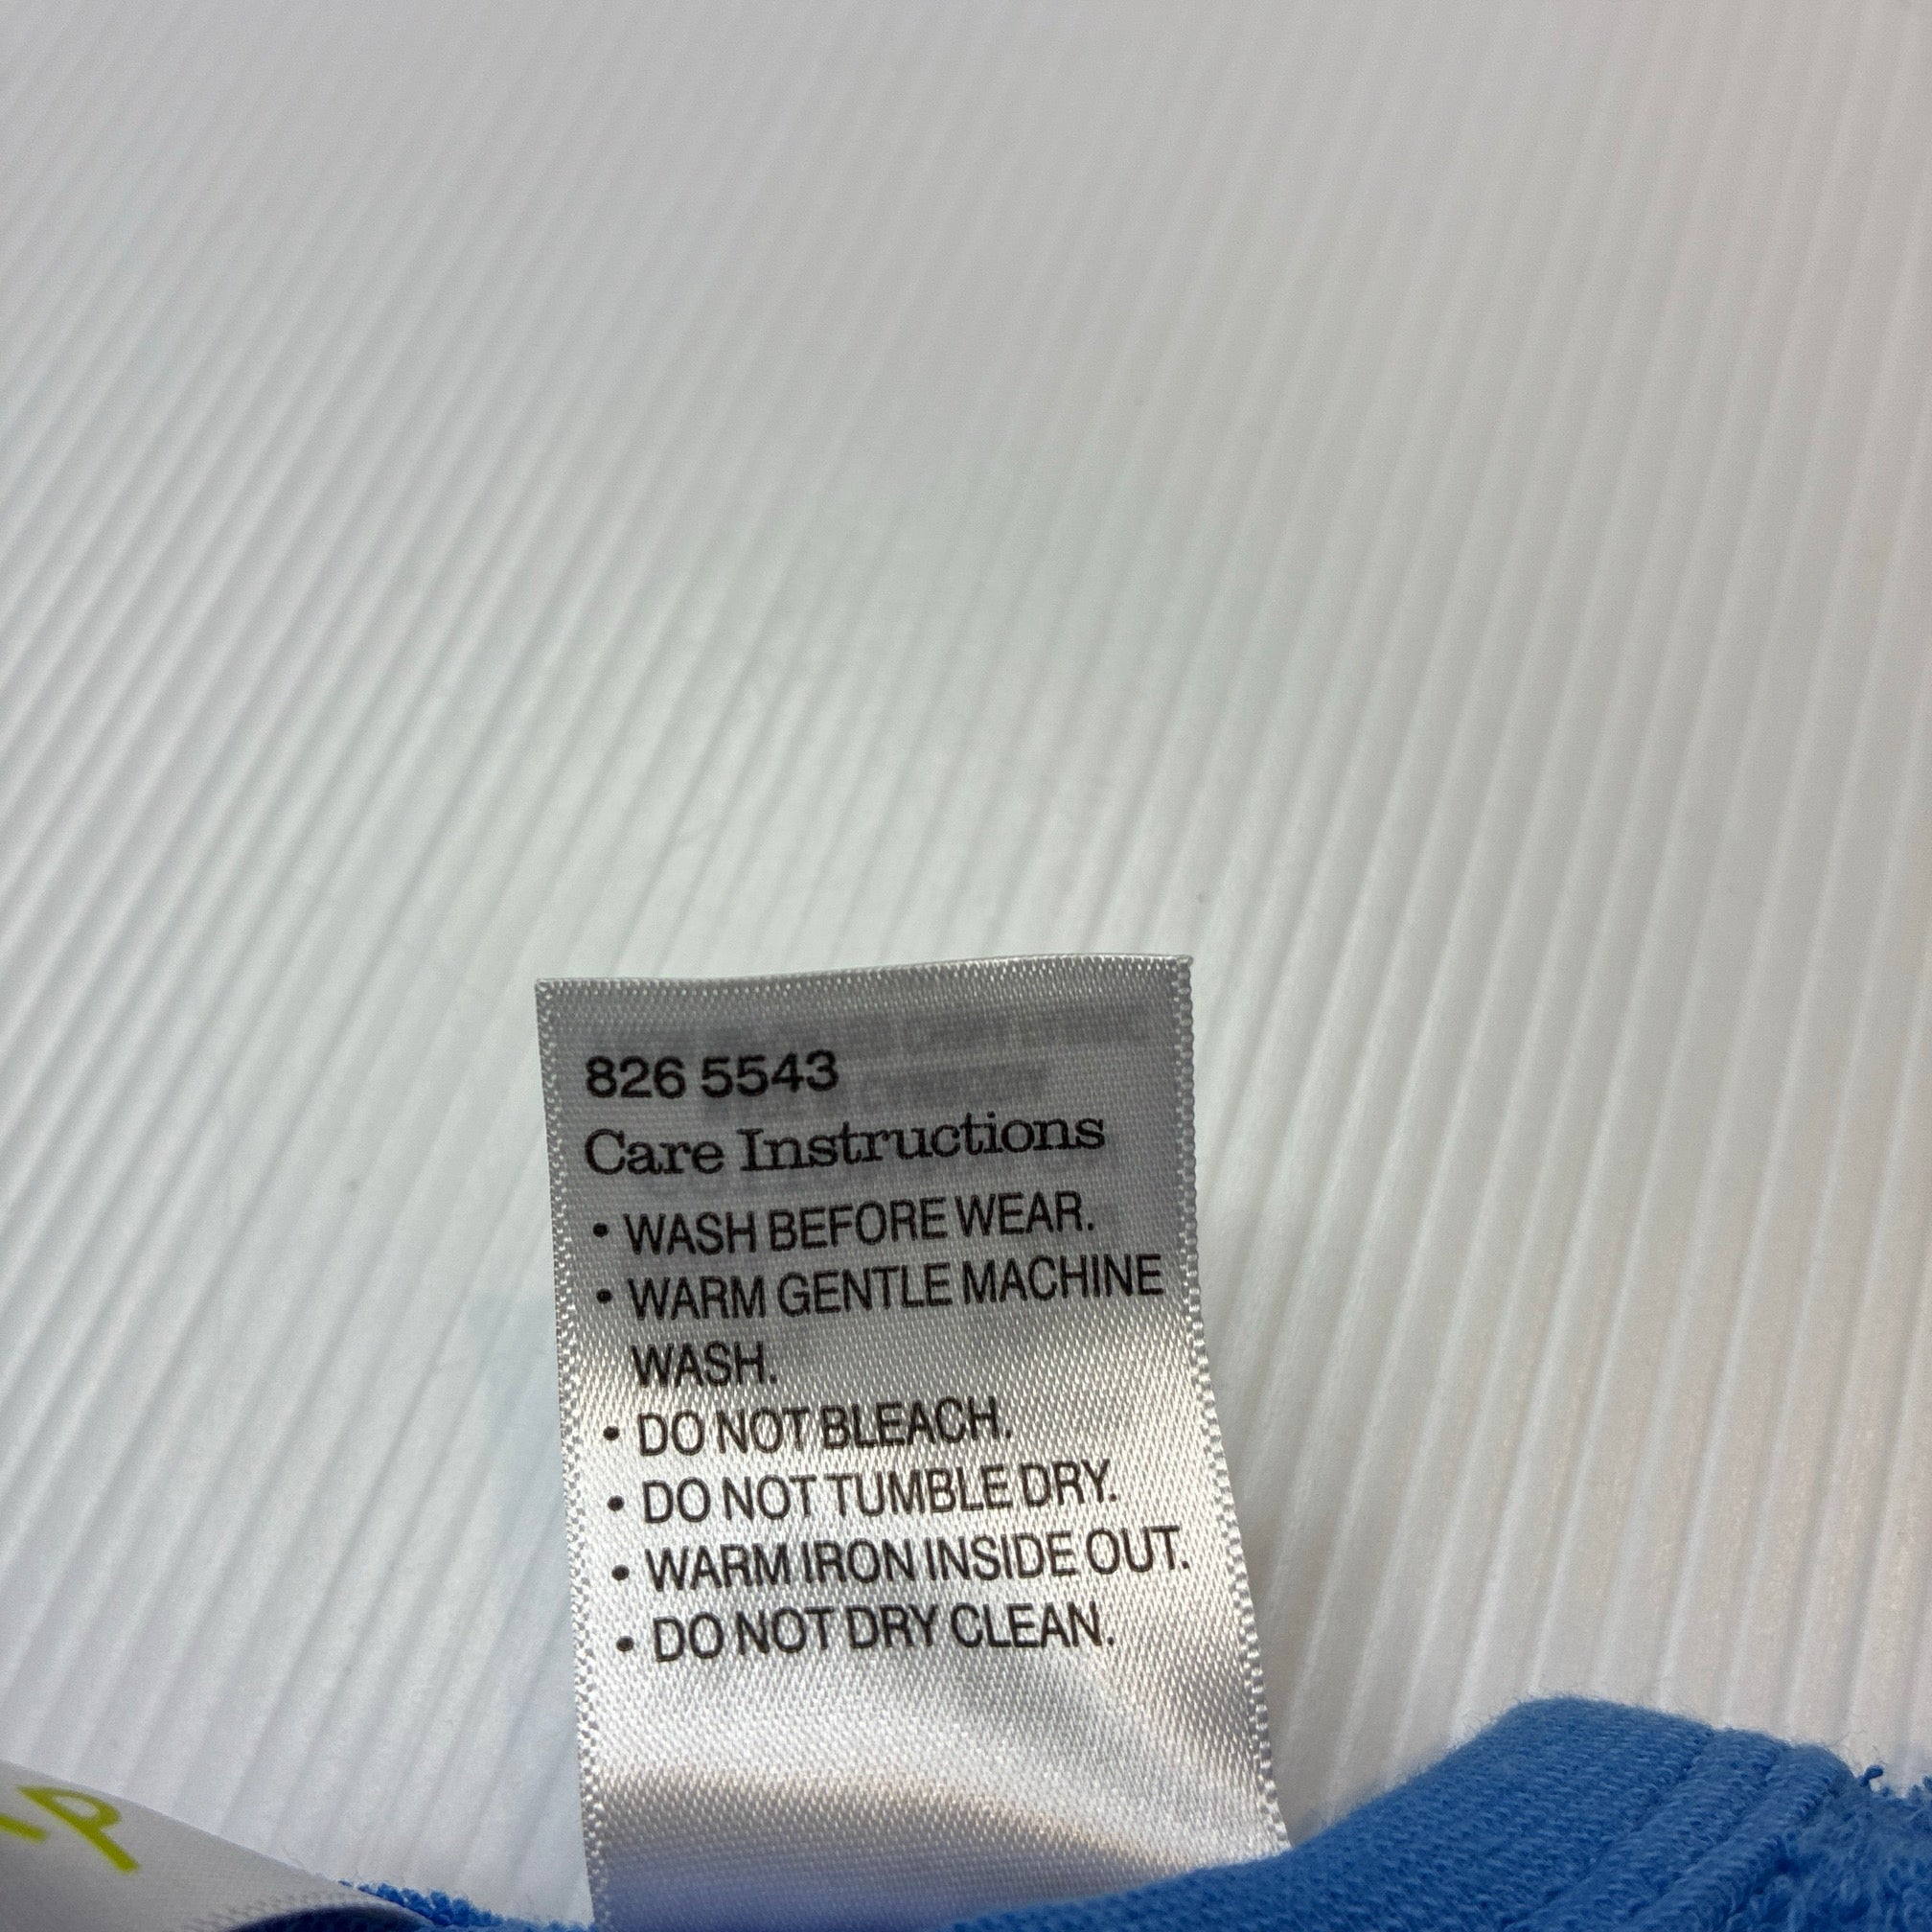 826 5543
Care Instructions
• WASH BEFORE WEAR.
• WARM GENTLE MACHINE
WASH.
• DO NOT BLEACH.
• DO NOT TUMBLE DRY.
• WARM IRON INSIDE OUT.
• DO NOT DRY CLEAN.